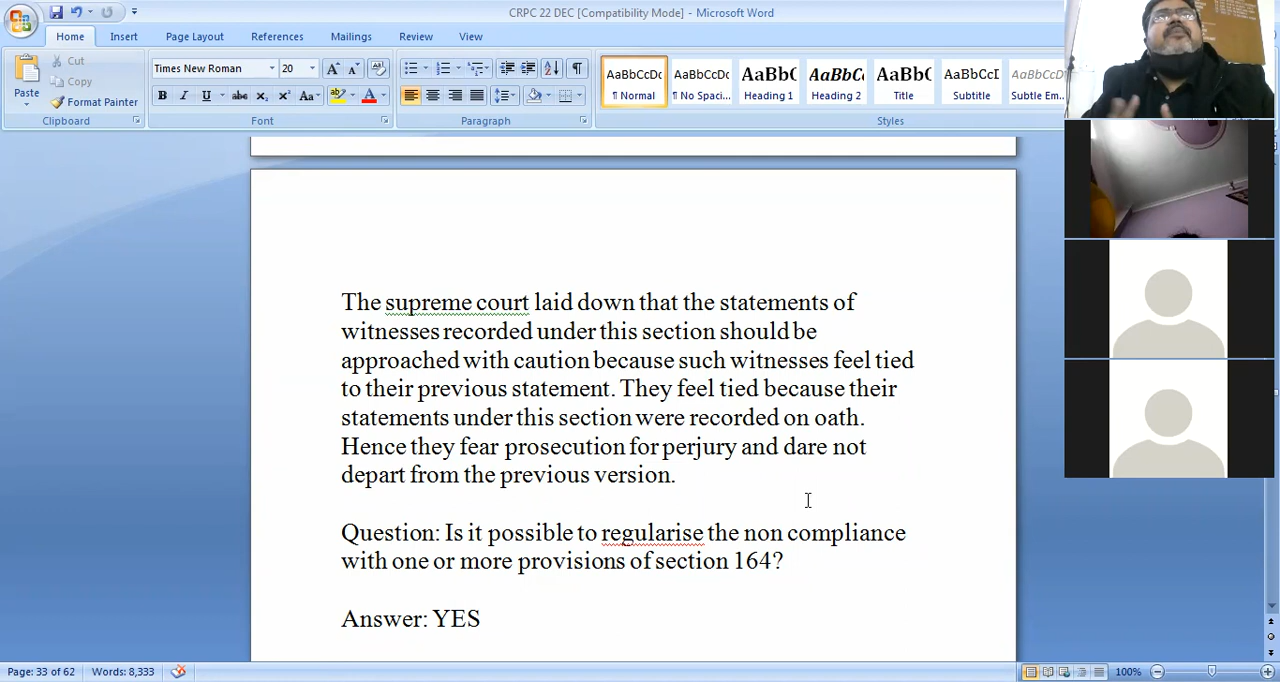 CRPC 22 DEC [Compatibility Mode] - Microsoft Word
Home Insert Page Layout References Mailings Review View
Paste
Cut
Copy
Format Painter
Clipboard
Times New Roman 20
Font
Paragraph
AaBbCcDc AaBbCcDc AaBbC AaBbCc AaBbC AaBbCcI AaBbCcDc
¶ Normal ¶ No Spaci... Heading 1 Heading 2 Title Subtitle Subtle Em...
Styles
The supreme court laid down that the statements of
witnesses recorded under this section should be
approached with caution because such witnesses feel tied
to their previous statement. They feel tied because their
statements under this section were recorded on oath.
Hence they fear prosecution for perjury and dare not
depart from the previous version.
Question: Is it possible to regularise the non compliance
with one or more provisions of section 164?
Answer: YES
Page: 33 of 62 Words: 8,333 100%